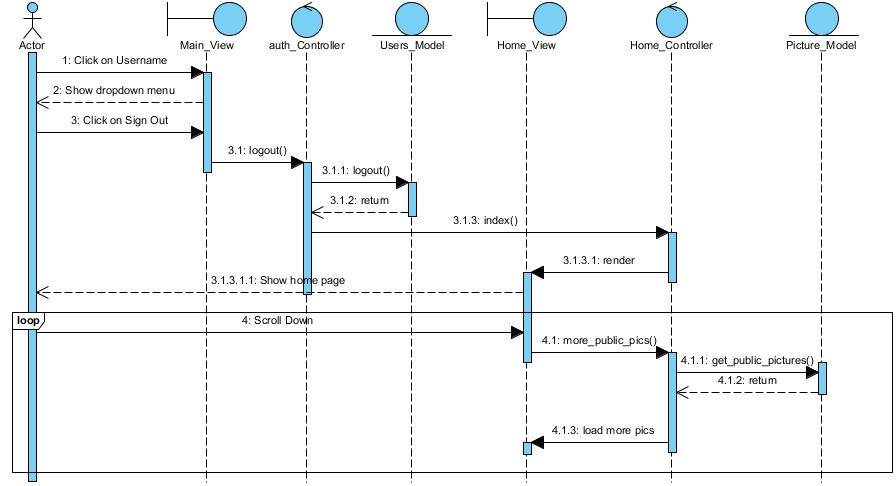 Actor
Main_View
auth_Controller
Users_Model
Home_View
Home_Controller
Picture_Model
1: Click on Username
2: Show dropdown menu
3: Click on Sign Out
3.1: logout()
3.1.1: logout()
3.1.2: return
3.1.3: index()
3.1.3.1: render
3.1.3.1.1: Show home page
loop
4: Scroll Down
4.1: more_public_pics()
4.1.1: get_public_pictures()
4.1.2: return
4.1.3: load more pics